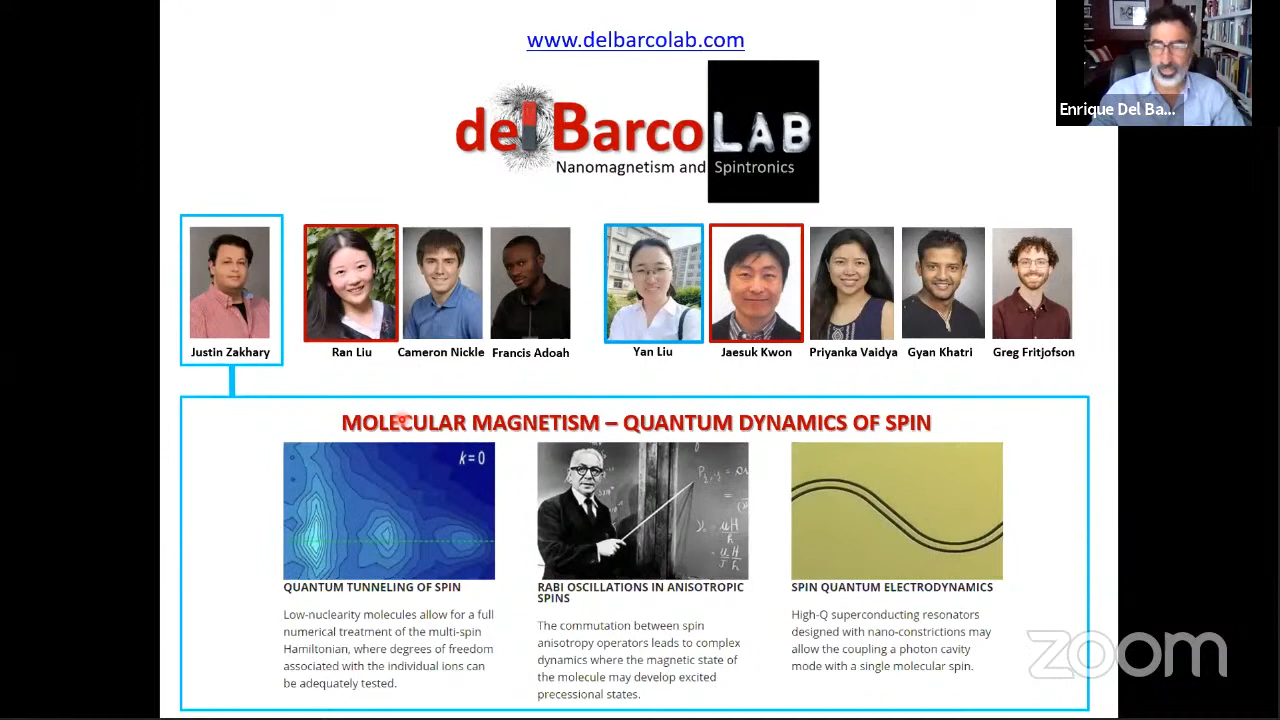 www.delbarcolab.com
del Barco LAB
Nanomagnetism and Spintronics
Enrique Del Ba...
Justin Zakhary
Ran Liu
Cameron Nickle
Francis Adoah
Yan Liu
Jaesuk Kwon
Priyanka Vaidya
Gyan Khatri
Greg Fritjofson
MOLECULAR MAGNETISM – QUANTUM DYNAMICS OF SPIN
k=0
QUANTUM TUNNELING OF SPIN
Low-nuclearity molecules allow for a full
numerical treatment of the multi-spin
Hamiltonian, where degrees of freedom
associated with the individual ions can
be adequately tested.
RABI OSCILLATIONS IN ANISOTROPIC
SPINS
The commutation between spin
anisotropy operators leads to complex
dynamics where the magnetic state of
the molecule may develop excited
precessional states.
SPIN QUANTUM ELECTRODYNAMICS
High-Q superconducting resonators
designed with nano-constrictions may
allow the coupling a photon cavity
mode with a single molecular spin.
zoom